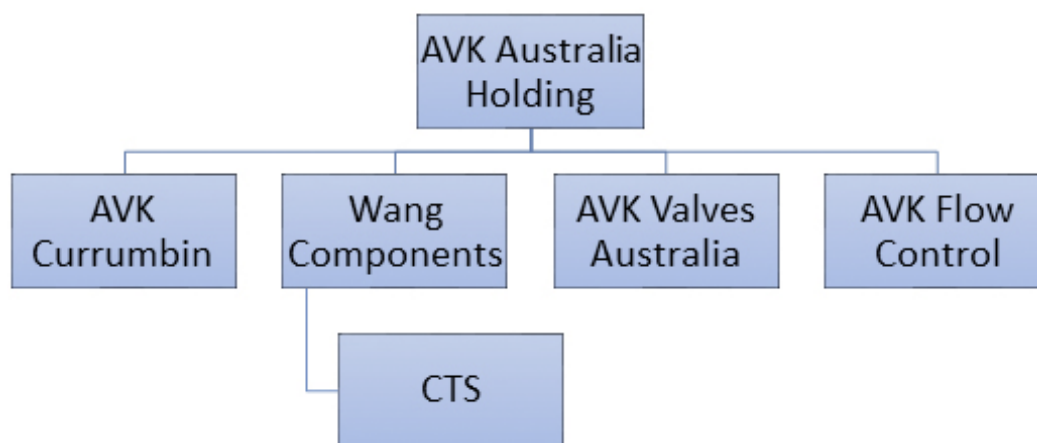 AVK Australia
Holding
AVK
Currumbin
Wang
Components
AVK Valves
Australia
AVK Flow
Control
CTS